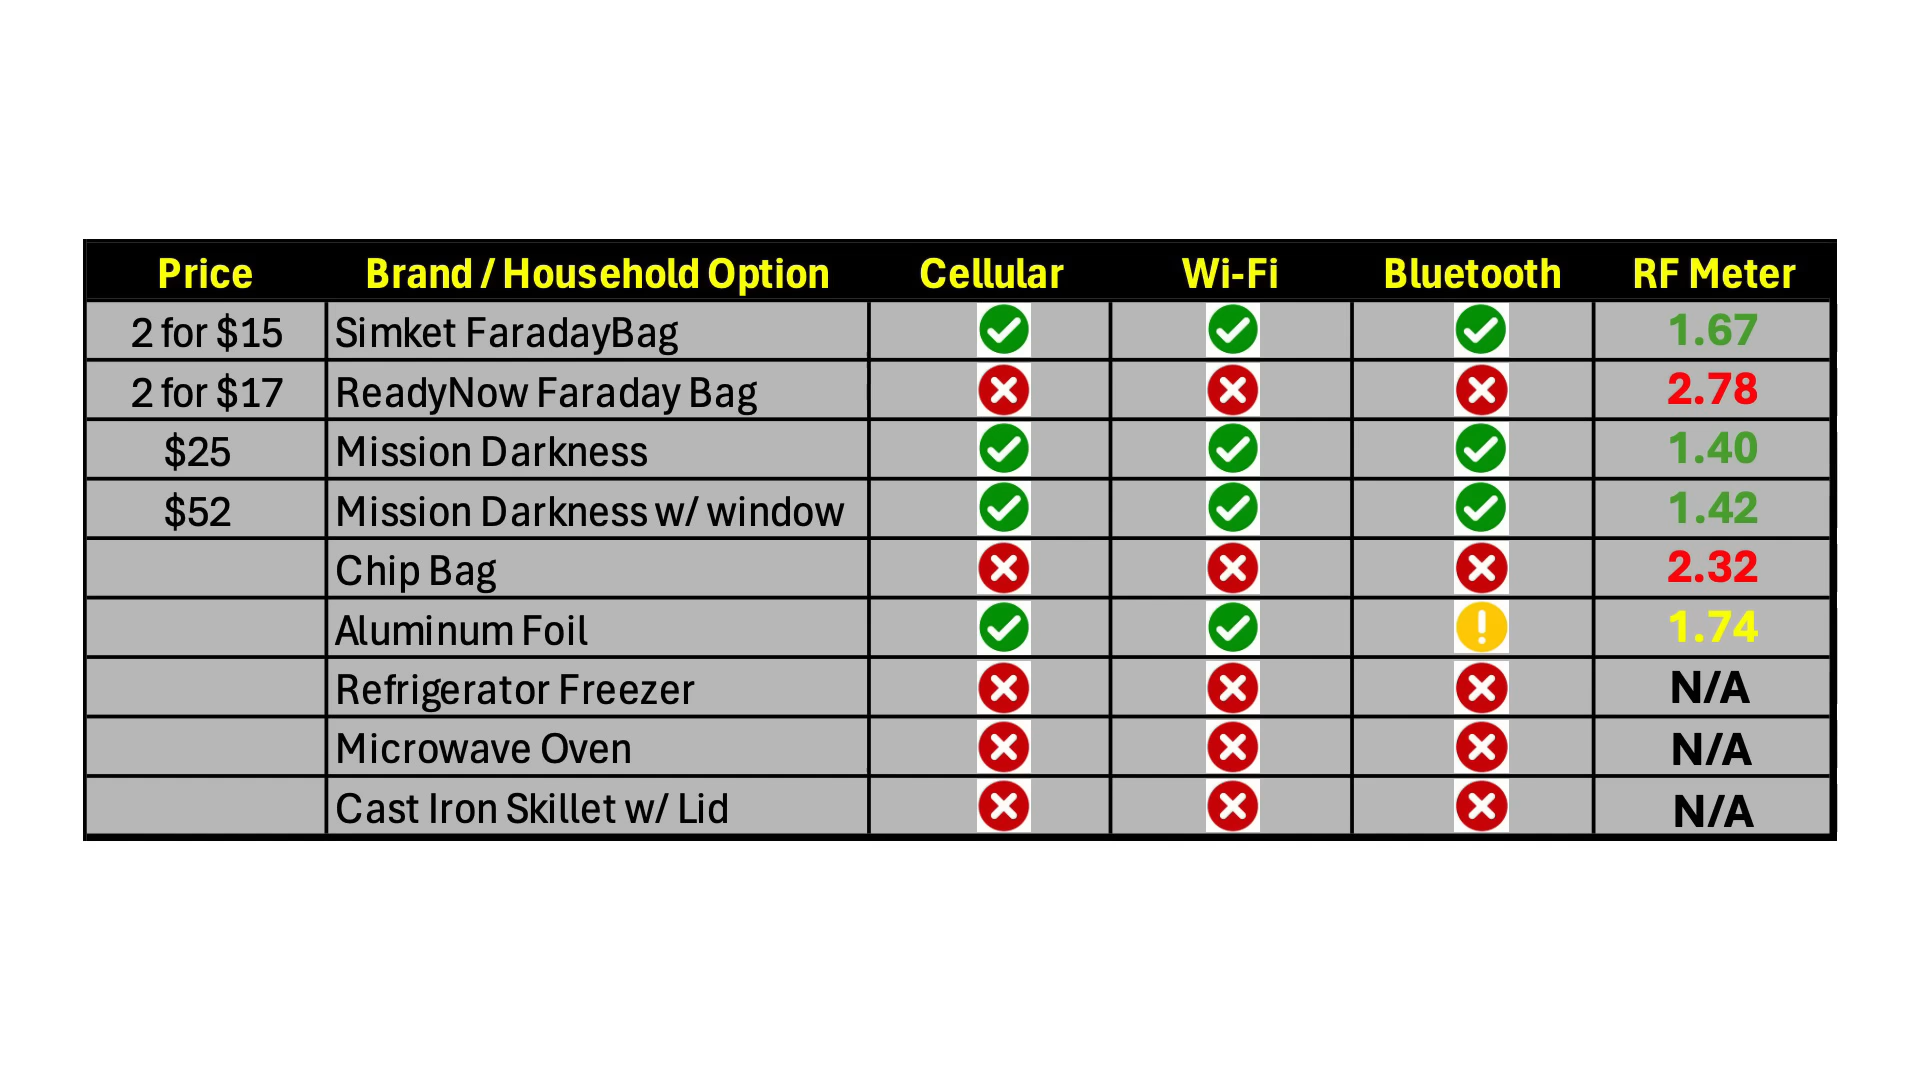 Price Brand / Household Option Cellular Wi-Fi Bluetooth RF Meter
2 for $15 Simket FaradayBag 1.67
2 for $17 ReadyNow Faraday Bag 2.78
$25 Mission Darkness 1.40
$52 Mission Darkness w/ window 1.42
Chip Bag 2.32
Aluminum Foil 1.74
Refrigerator Freezer N/A
Microwave Oven N/A
Cast Iron Skillet w/ Lid N/A